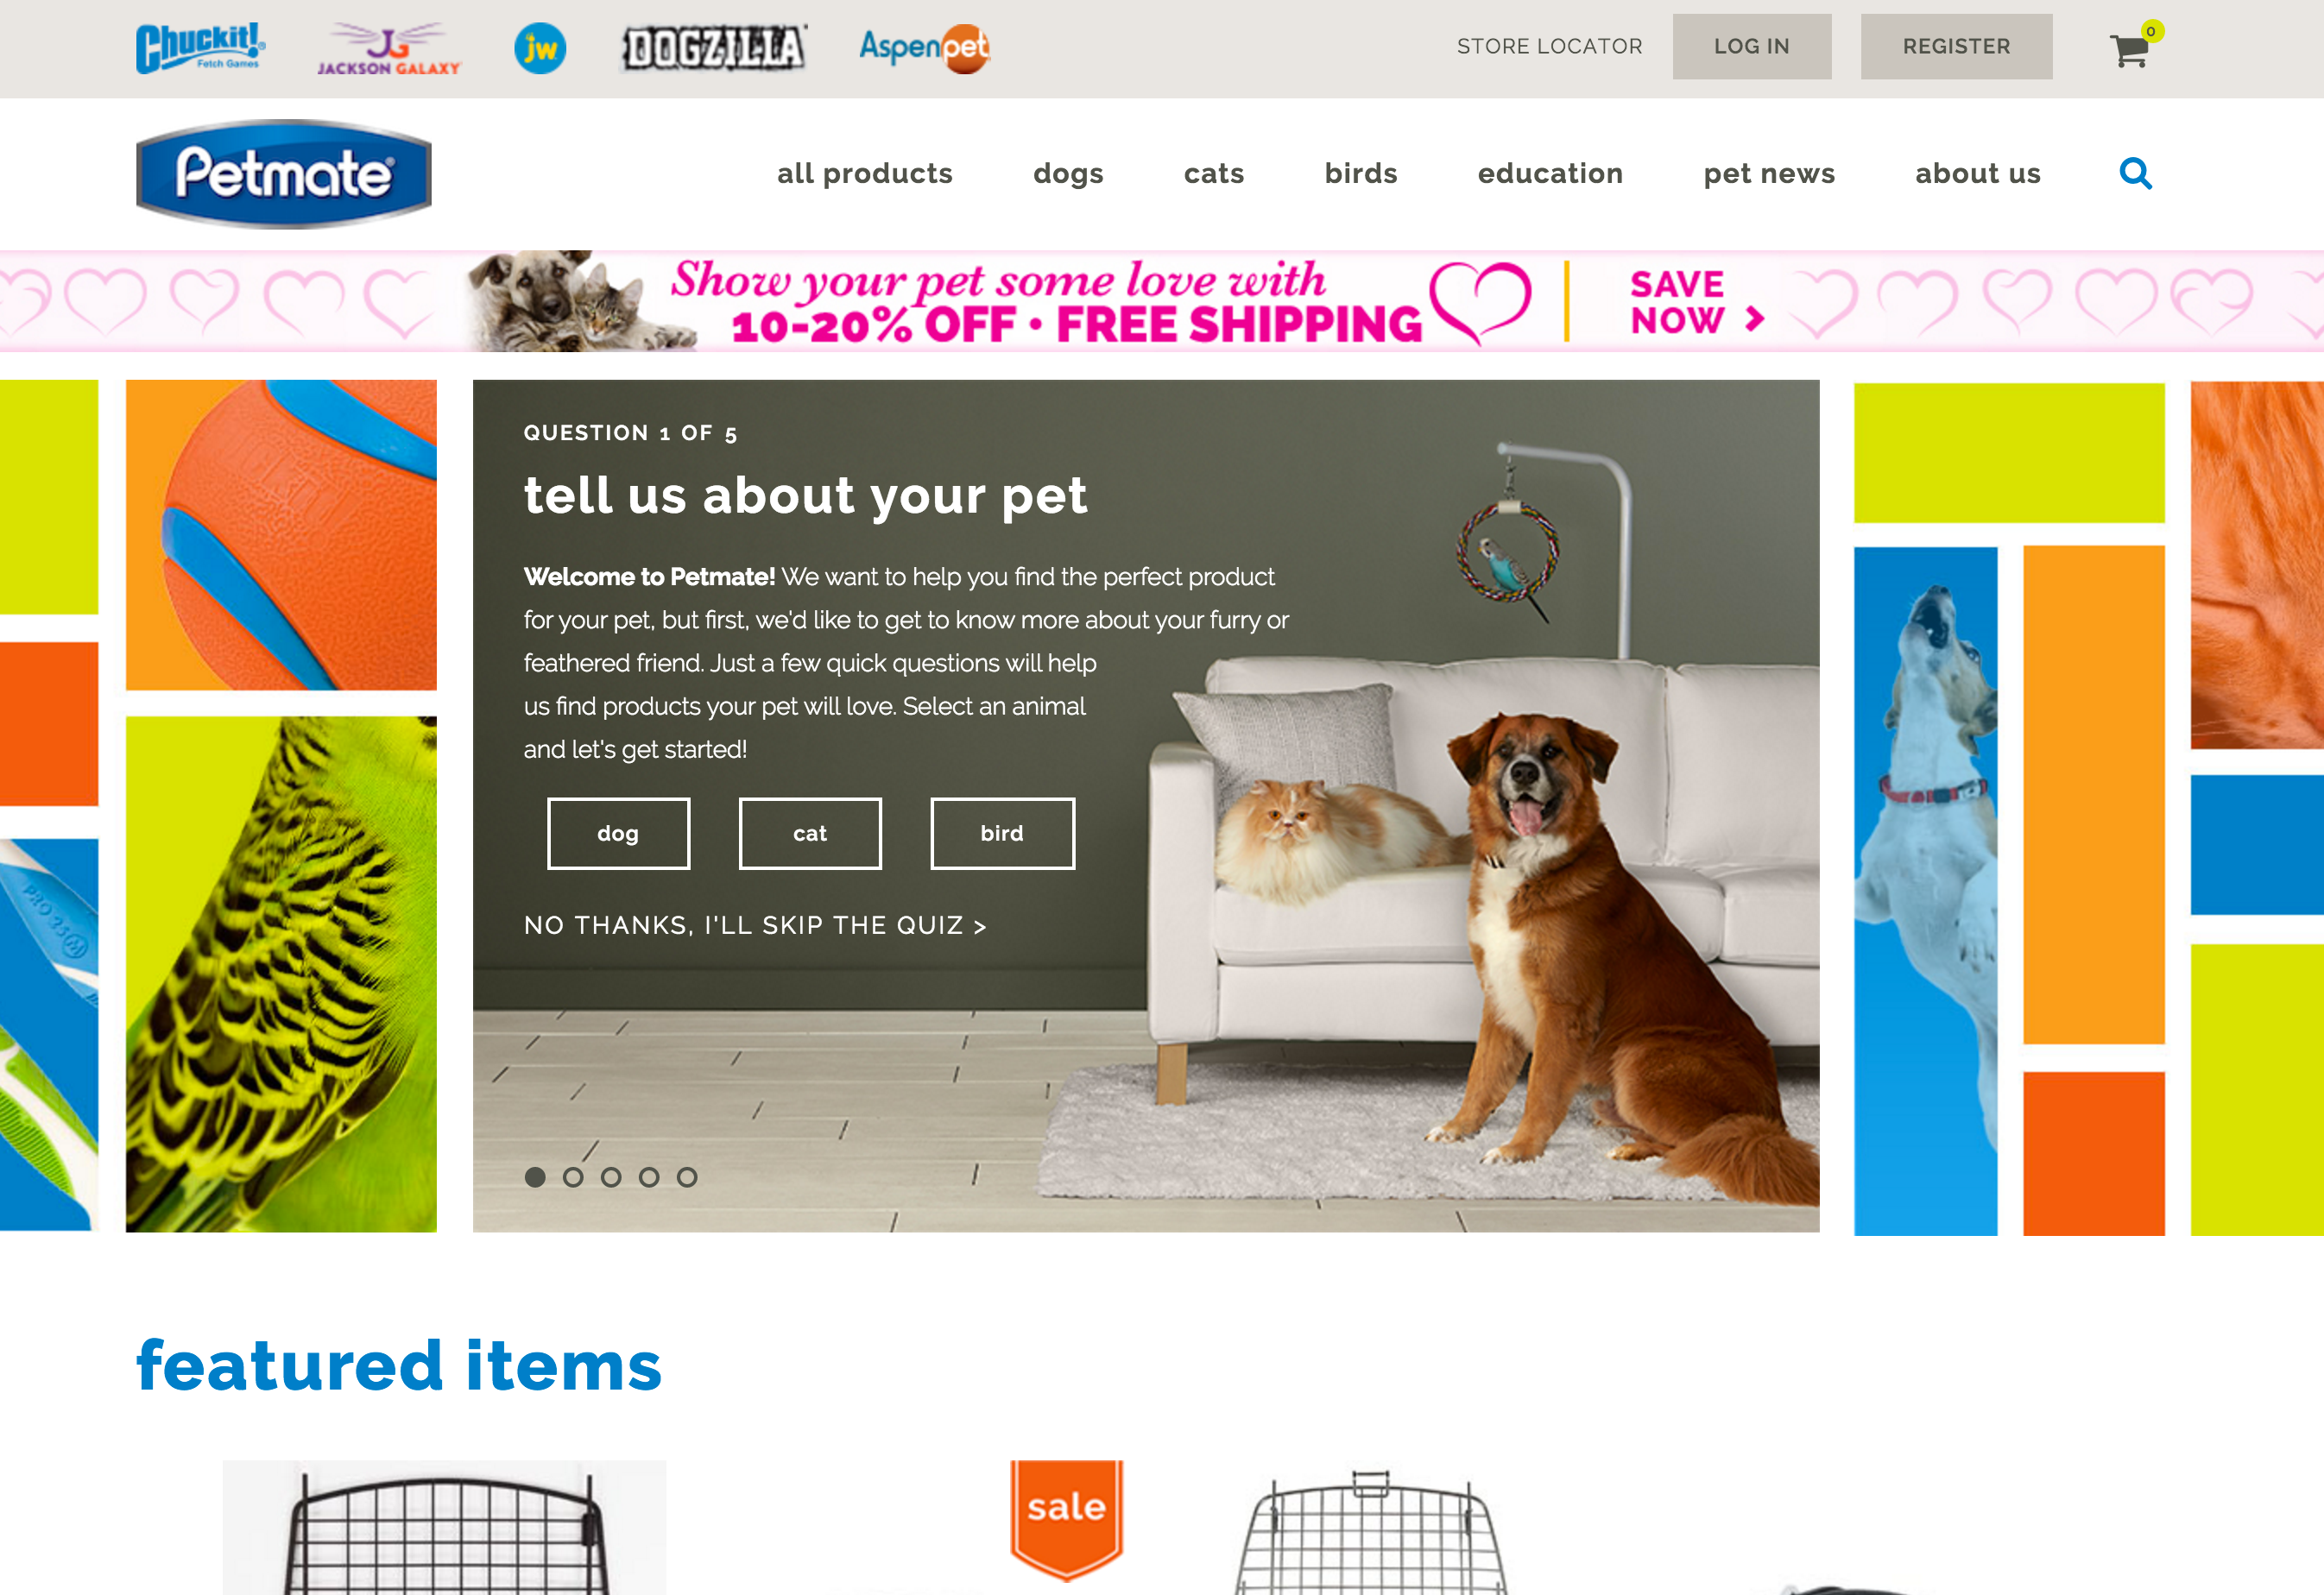 Chuckit!®
Fetch Games
JG
JACKSON GALAXY
jw
DOGZILLA
Aspenpet
STORE LOCATOR
LOG IN
REGISTER
0
Petmate®
all products
dogs
cats
birds
education
pet news
about us
Show your pet some love with
10-20% OFF • FREE SHIPPING
SAVE
NOW >
QUESTION 1 OF 5
tell us about your pet
Welcome to Petmate! We want to help you find the perfect product
for your pet, but first, we'd like to get to know more about your furry or
feathered friend. Just a few quick questions will help
us find products your pet will love. Select an animal
and let's get started!
dog
cat
bird
NO THANKS, I'LL SKIP THE QUIZ >
PRO 25 M
featured items
sale